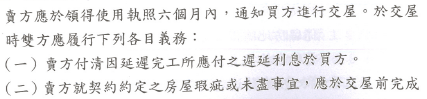 賣方應於領得使用執照六個月內，通知買方進行交屋。於交屋
時雙方應履行下列各目義務：
(一) 賣方付清因延遲完工所應付之遲延利息於買方。
(二) 賣方就契約約定之房屋瑕疵或未盡事宜，應於交屋前完成